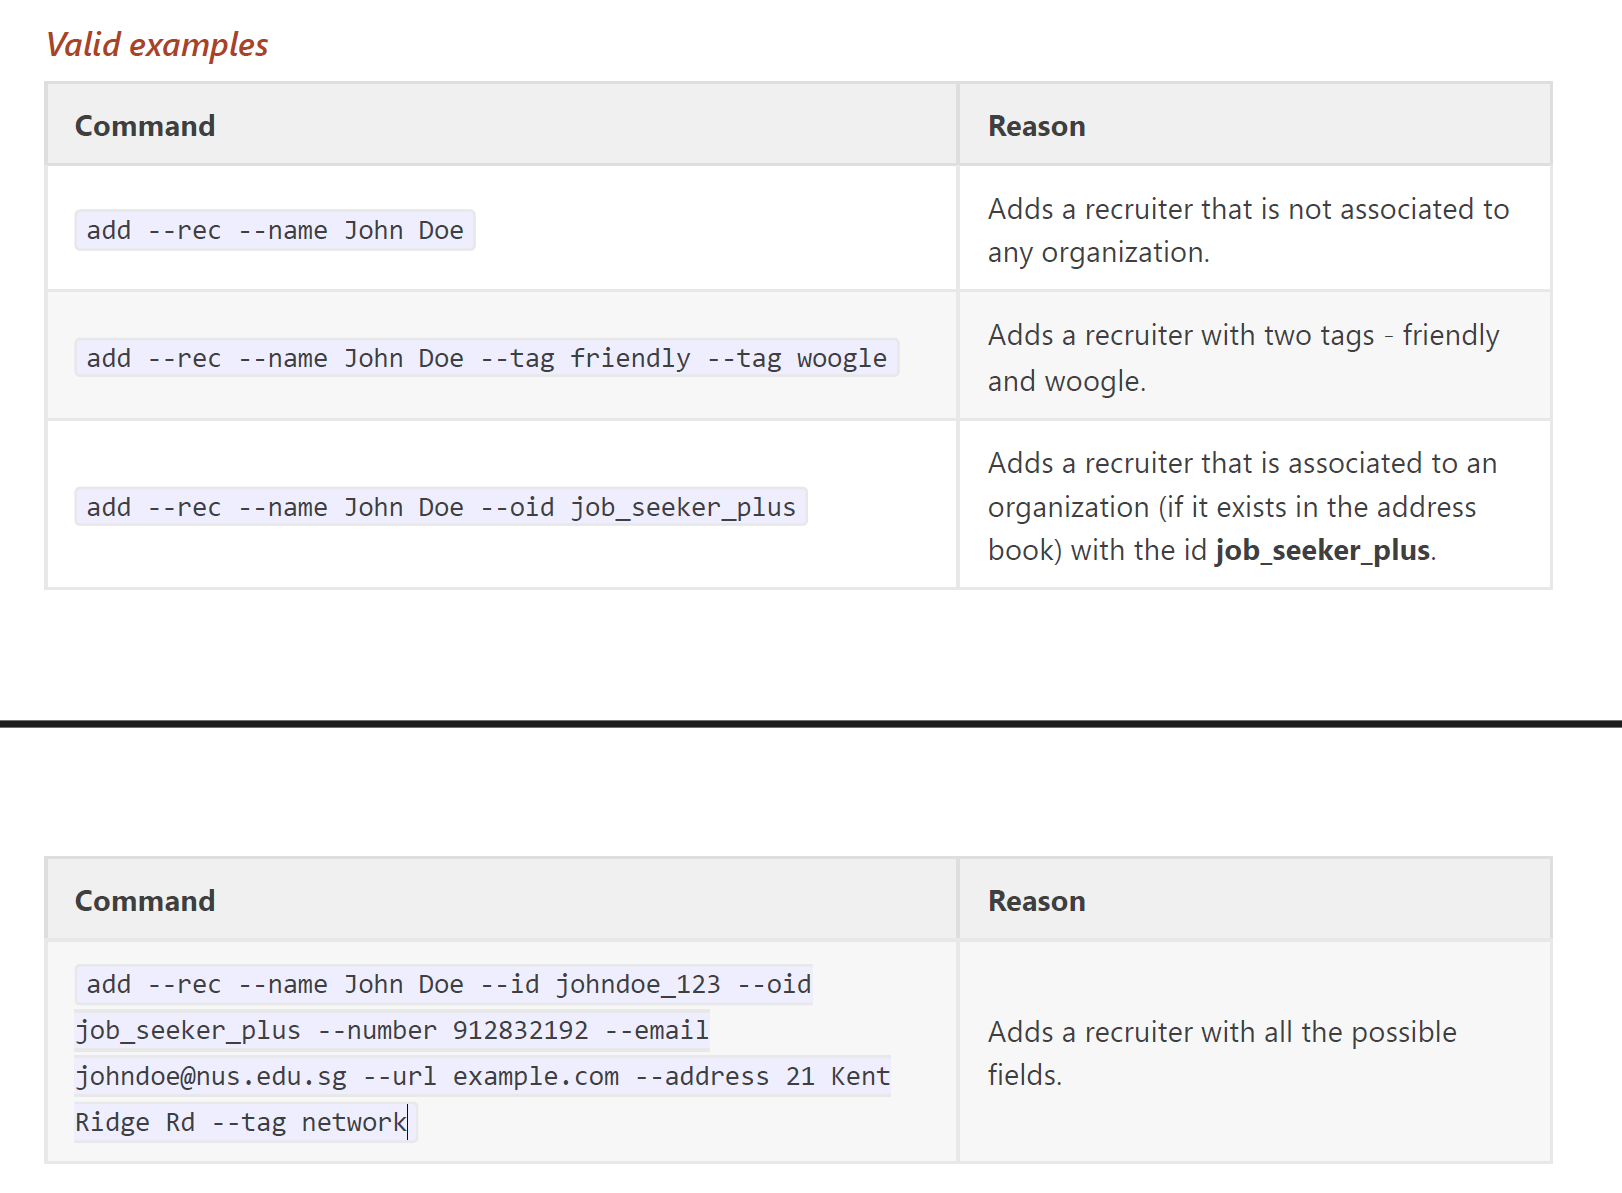 Valid examples
Command
Reason
add --rec --name John Doe
Adds a recruiter that is not associated to
any organization.
add --rec --name John Doe --tag friendly --tag woogle
Adds a recruiter with two tags - friendly
and woogle.
add --rec --name John Doe --oid job_seeker_plus
Adds a recruiter that is associated to an
organization (if it exists in the address
book) with the id job_seeker_plus.
Command
Reason
add --rec --name John Doe --id johndoe_123 --oid
job_seeker_plus --number 912832192 --email
johndoe@nus.edu.sg --url example.com --address 21 Kent
Ridge Rd --tag network
Adds a recruiter with all the possible
fields.